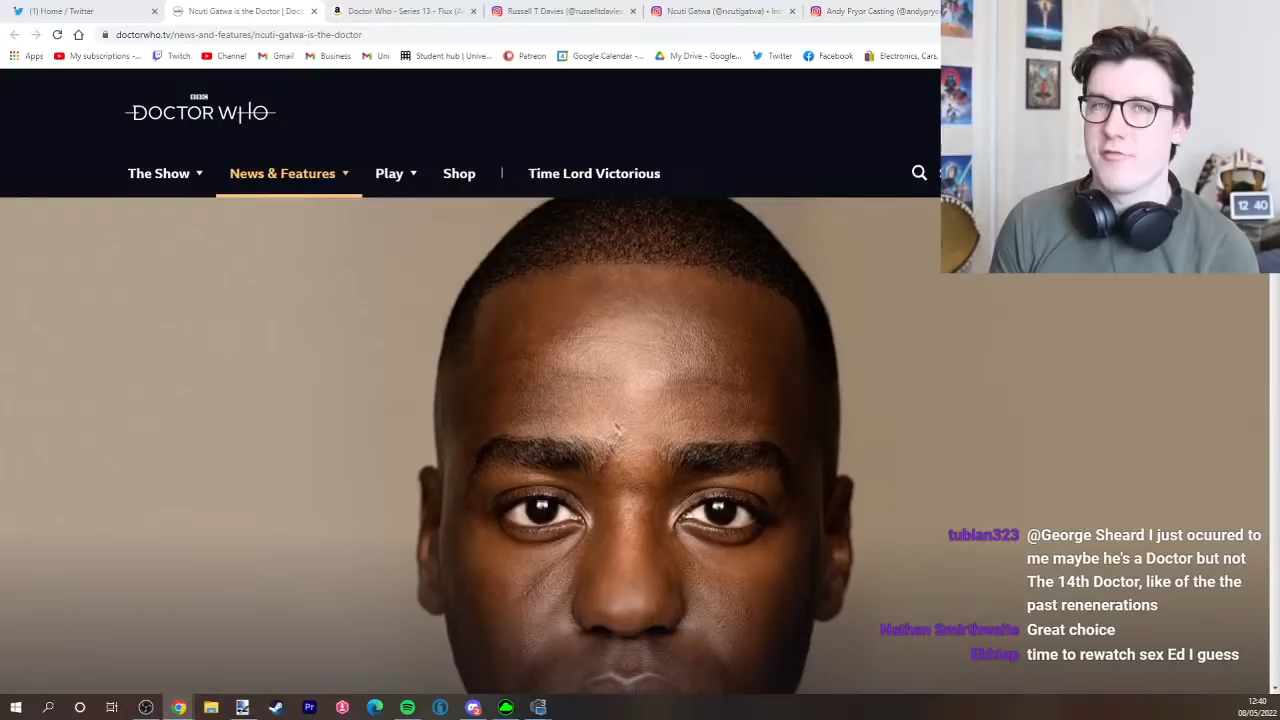 (1) Home / Twitter
Ncuti Gatwa is the Doctor | Doc
Doctor Who - Series 13 - Flux (A
Russell T Davies (@russelltdavies
Ncuti Gatwa (@ncutigatwa) • Ins
Andy Pryor Casting (@andypryc
doctorwho.tv/news-and-features/ncuti-gatwa-is-the-doctor
Apps
My subscriptions -...
Twitch
Channel
Gmail
Business
Uni
Student hub | Unive...
Patreon
Google Calendar -...
My Drive - Google...
Twitter
Facebook
Electronics, Cars,
BBC
DOCTOR WHO
The Show
News & Features
Play
Shop
Time Lord Victorious
12 40
tubian323 @George Sheard I just ocuured to
me maybe he's a Doctor but not
The 14th Doctor, like of the the
past renenerations
Nathan Smirthwaite Great choice
Ekhtop time to rewatch sex Ed I guess
12:40
08/05/2022